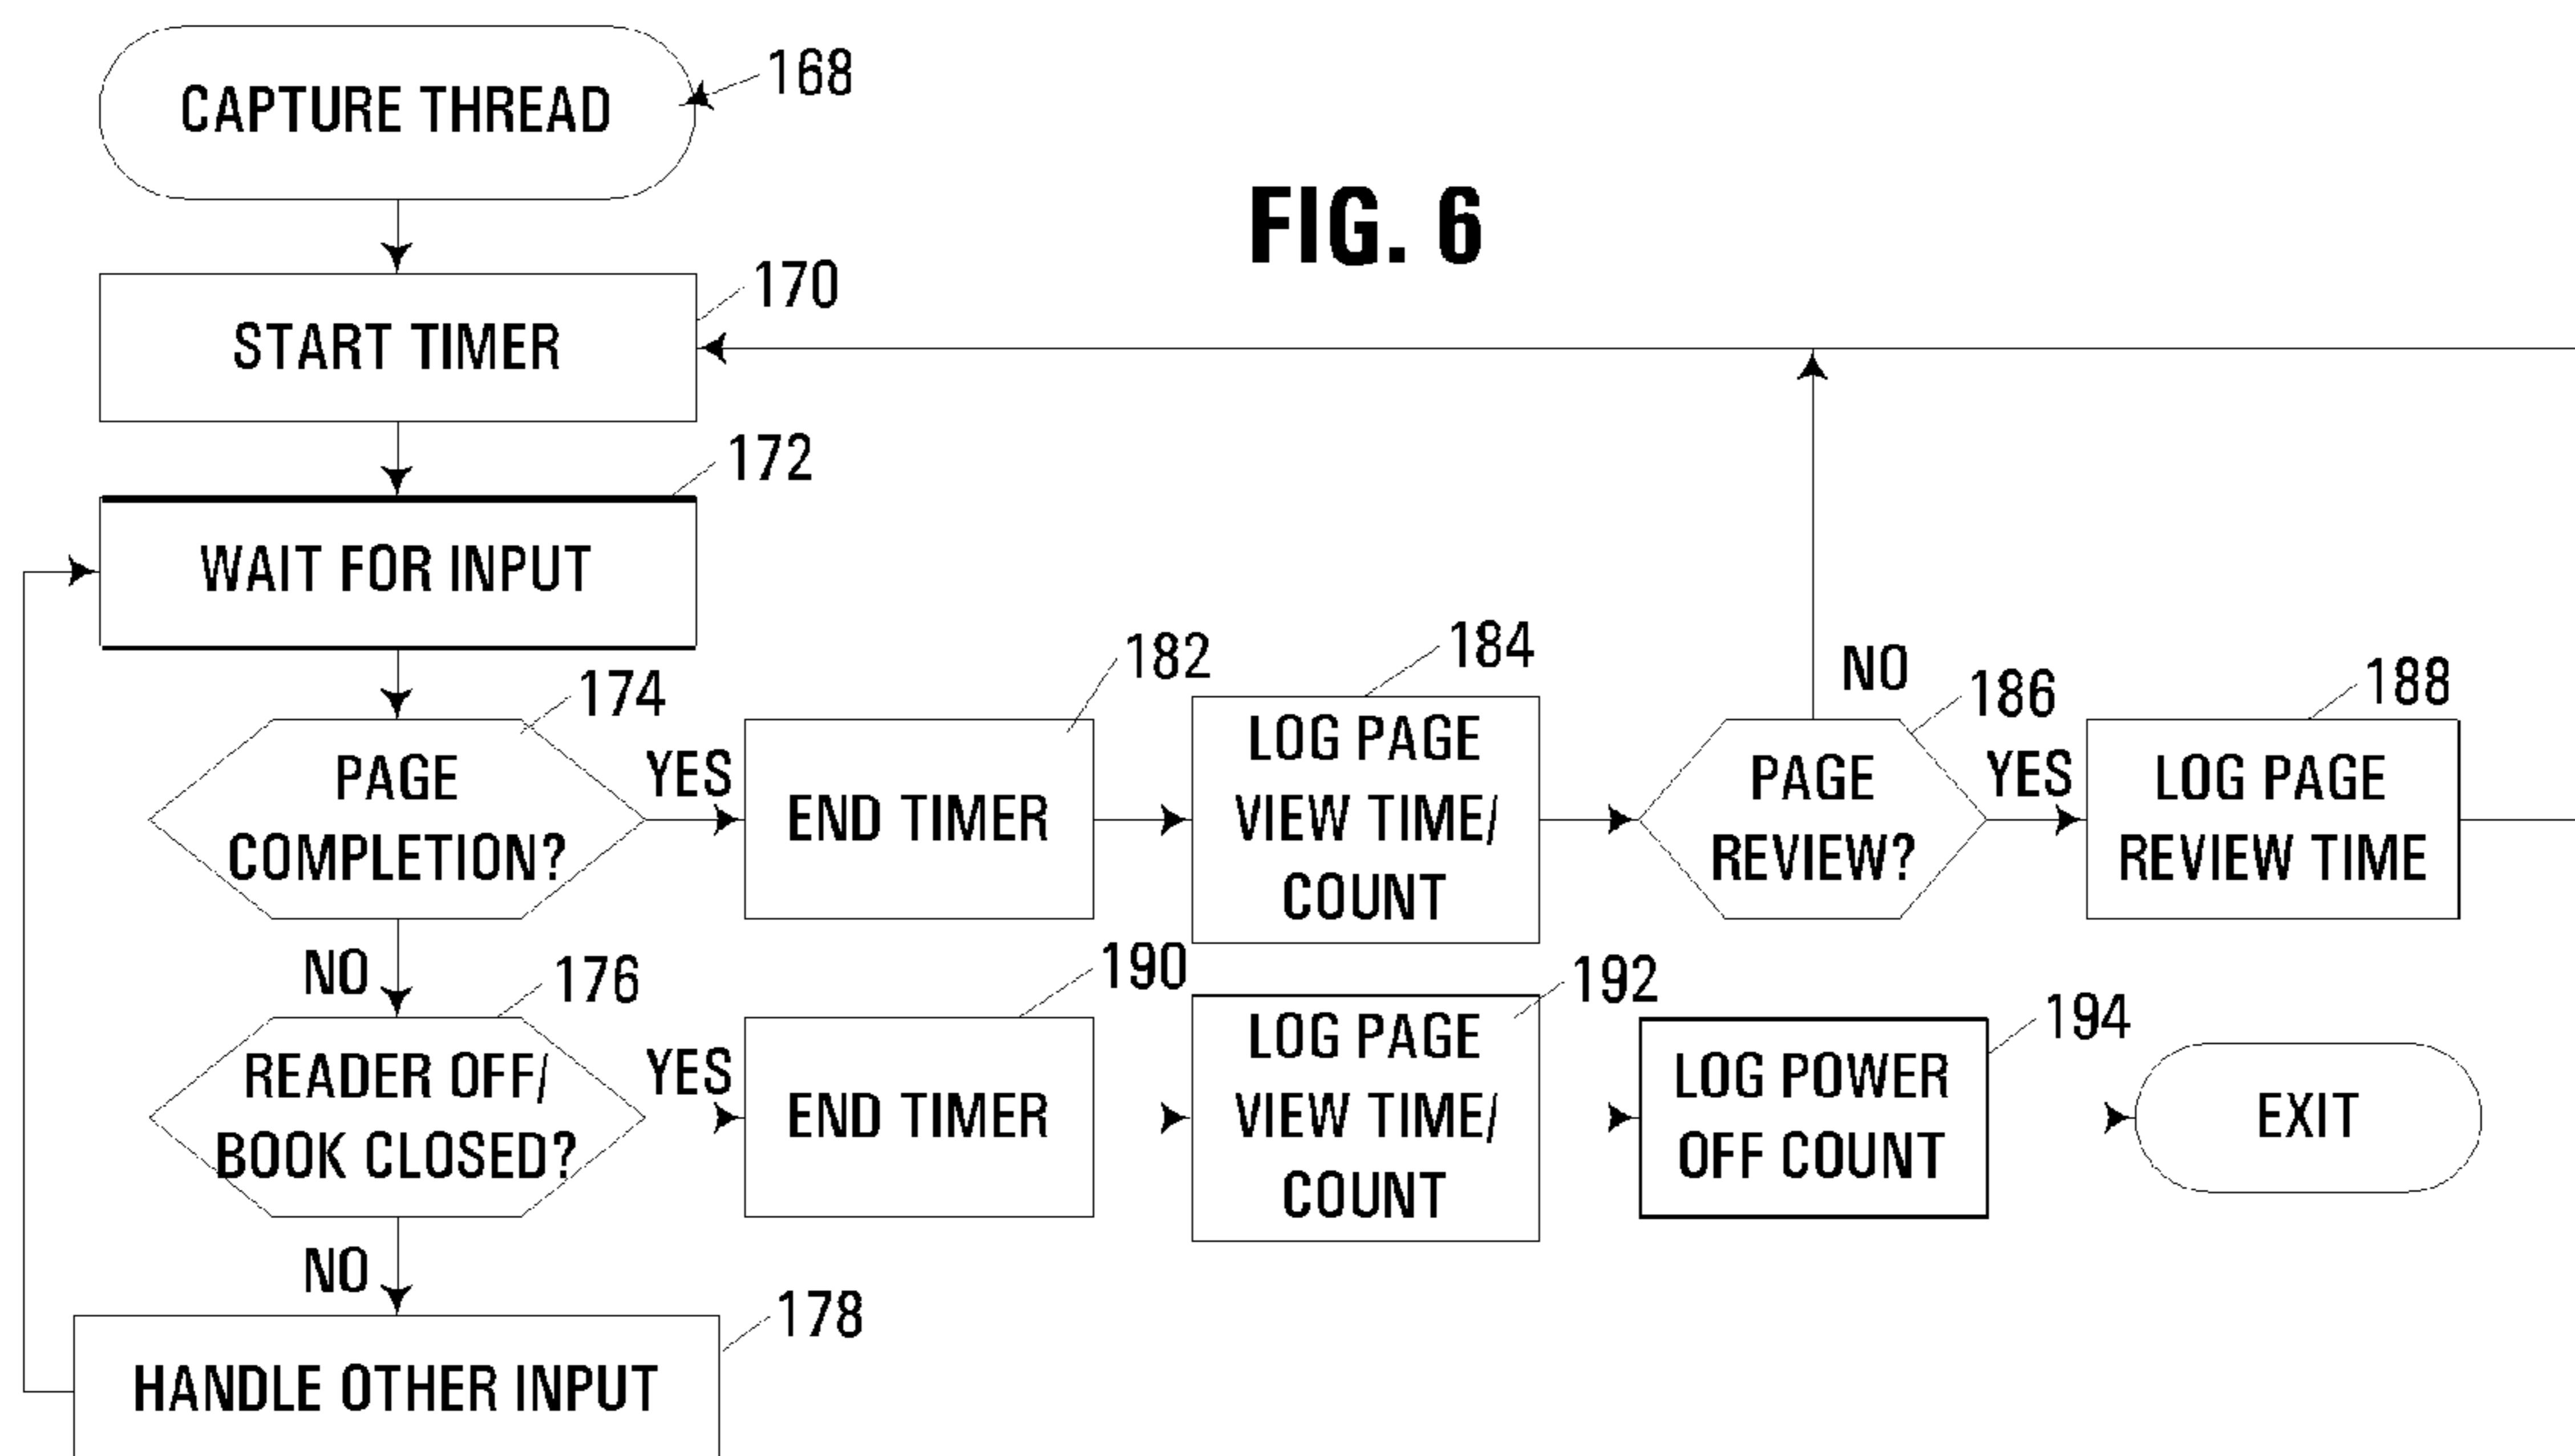 CAPTURE THREAD
168
FIG. 6
START TIMER
170
WAIT FOR INPUT
172
PAGE
COMPLETION?
174
YES
NO
END TIMER
182
LOG PAGE
VIEW TIME/
COUNT
184
PAGE
REVIEW?
186
NO
YES
LOG PAGE
REVIEW TIME
188
READER OFF/
BOOK CLOSED?
176
YES
NO
END TIMER
190
LOG PAGE
VIEW TIME/
COUNT
192
LOG POWER
OFF COUNT
194
EXIT
HANDLE OTHER INPUT
178